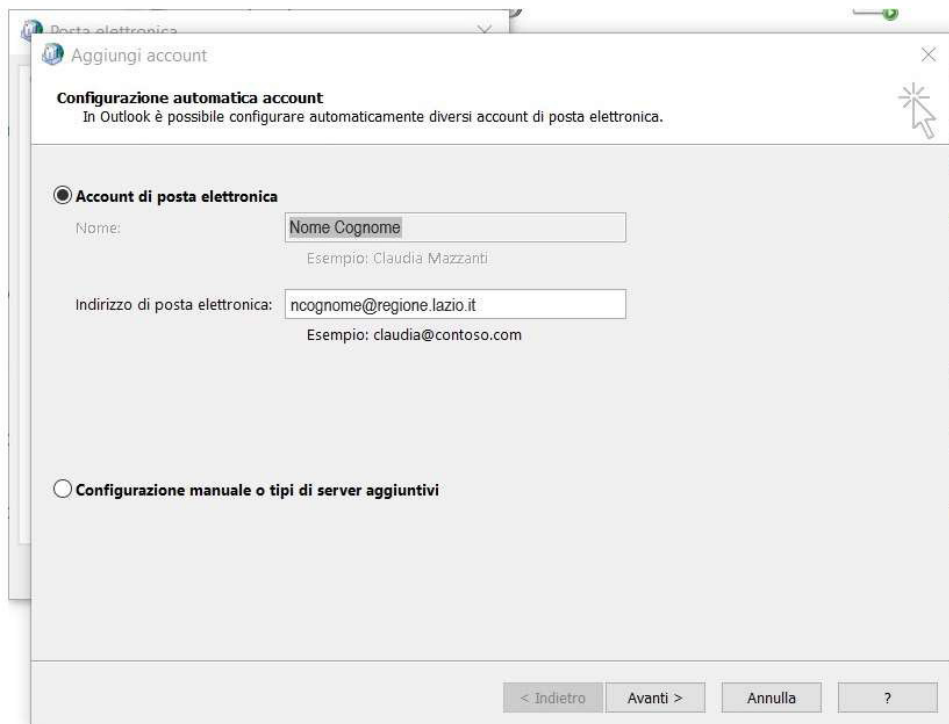 Posta elettronica
Aggiungi account
Configurazione automatica account
In Outlook è possibile configurare automaticamente diversi account di posta elettronica.
Account di posta elettronica
Nome: Nome Cognome
Esempio: Claudia Mazzanti
Indirizzo di posta elettronica: ncognome@regione.lazio.it
Esempio: claudia@contoso.com
Configurazione manuale o tipi di server aggiuntivi
< Indietro Avanti > Annulla ?